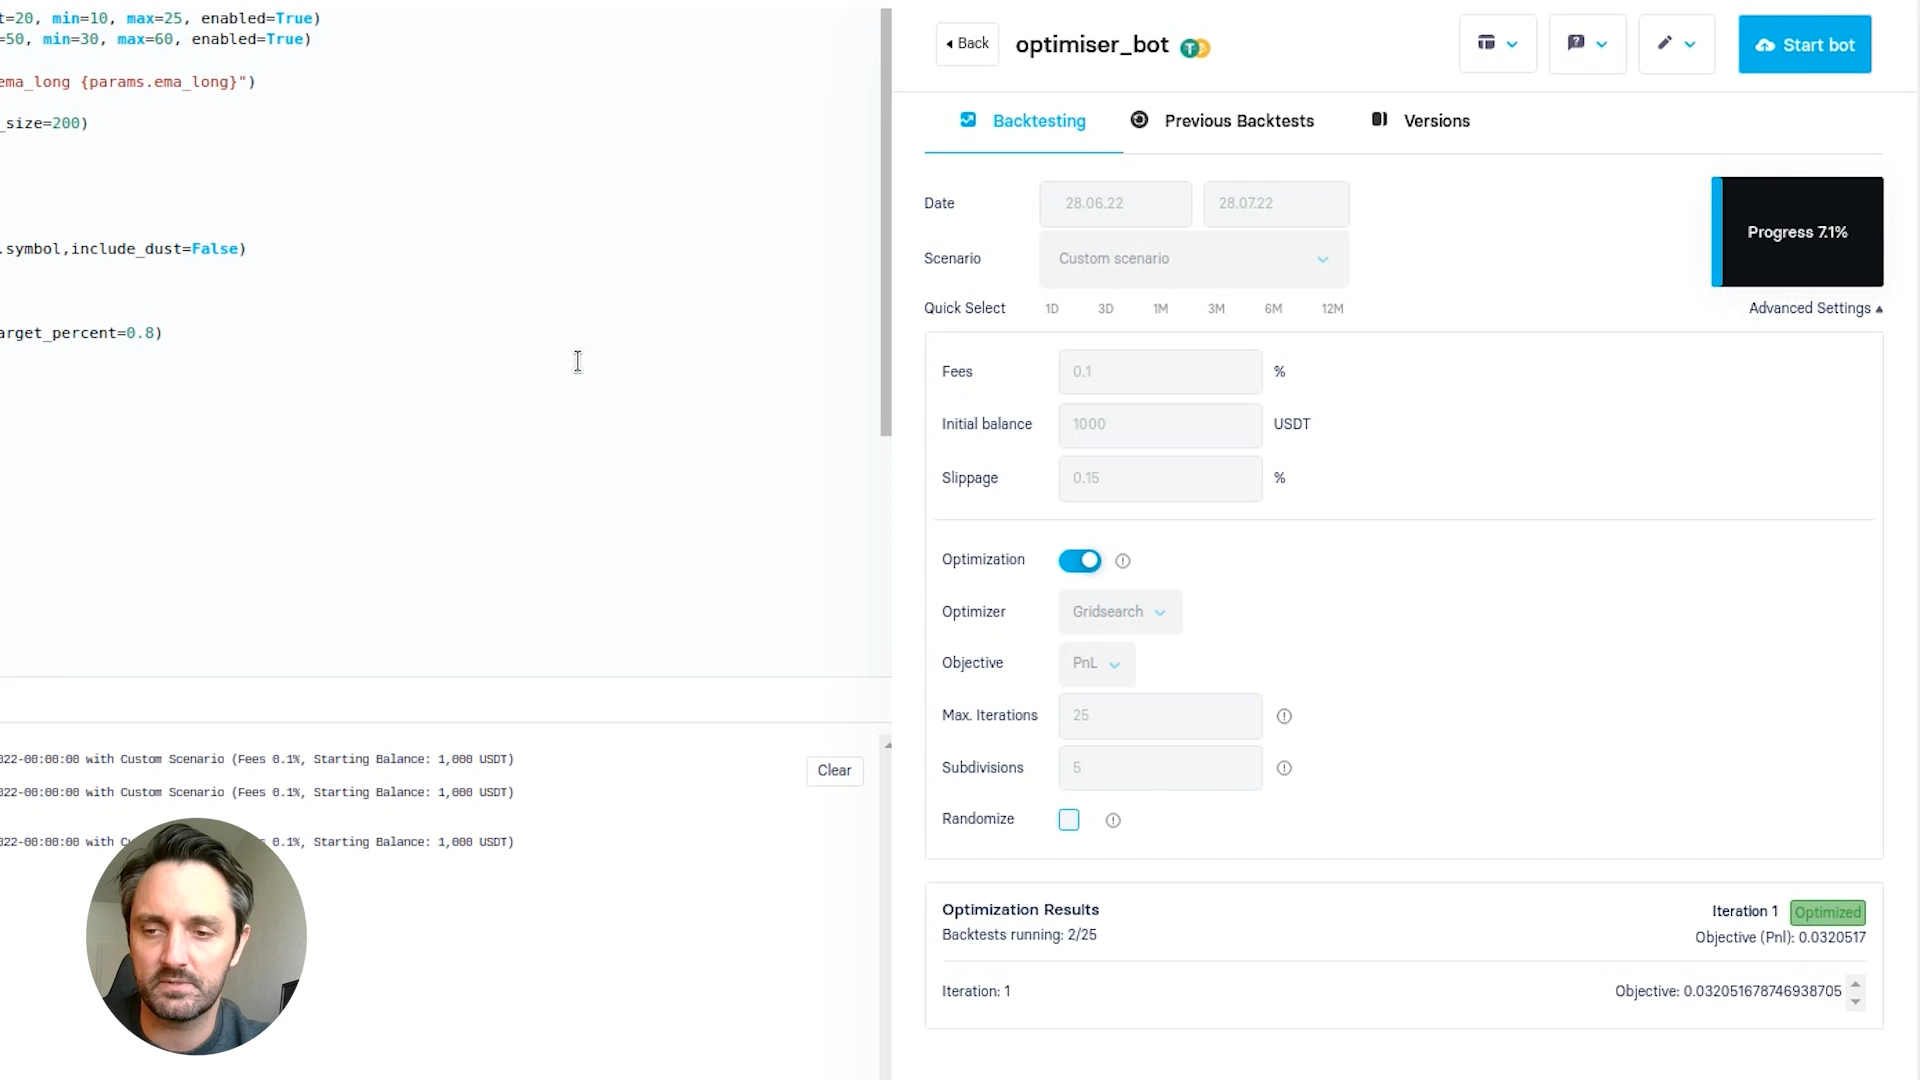 t=20, min=10, max=25, enabled=True)
=50, min=30, max=60, enabled=True)
ema_long {params.ema_long}")
_size=200)
.symbol,include_dust=False)
arget_percent=0.8)
022-00:00:00 with Custom Scenario (Fees 0.1%, Starting Balance: 1,000 USDT)
022-00:00:00 with Custom Scenario (Fees 0.1%, Starting Balance: 1,000 USDT)
022-00:00:00 with 0.1%, Starting Balance: 1,000 USDT)
Clear
Back
optimiser_bot
Start bot
Backtesting
Previous Backtests
Versions
Date
28.06.22
28.07.22
Progress 7.1%
Scenario
Custom scenario
Quick Select
1D
3D
1M
3M
6M
12M
Advanced Settings
Fees
0.1
%
Initial balance
1000
USDT
Slippage
0.15
%
Optimization
Optimizer
Gridsearch
Objective
PnL
Max. Iterations
25
Subdivisions
5
Randomize
Optimization Results
Iteration 1
Optimized
Backtests running: 2/25
Objective (Pnl): 0.0320517
Iteration: 1
Objective: 0.032051678746938705